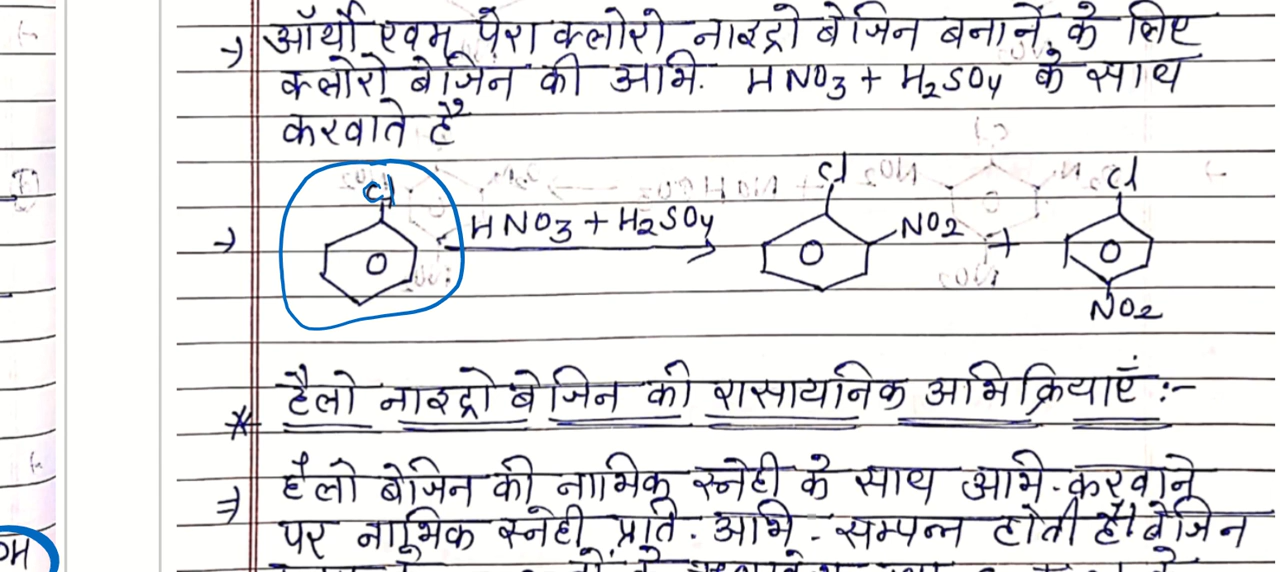 → ऑर्थो एवम् पैरा क्लोरो नाइट्रो बेंजिन बनाने के लिए
क्लोरो बेंजिन की अभि. HNO3 + H2SO4 के साथ
करवाते है
→ Cl HNO3 + H2SO4 Cl NO2 + Cl NO2
* हैलो नाइट्रो बेंजिन की रासायनिक अभिक्रियाएँ :-
⇒ हैलो बेंजिन की नाभिक स्नेही के साथ अभि. करवाने
पर नाभिक स्नेही प्रति. अभि. सम्पन्न होती है। बेंजिन